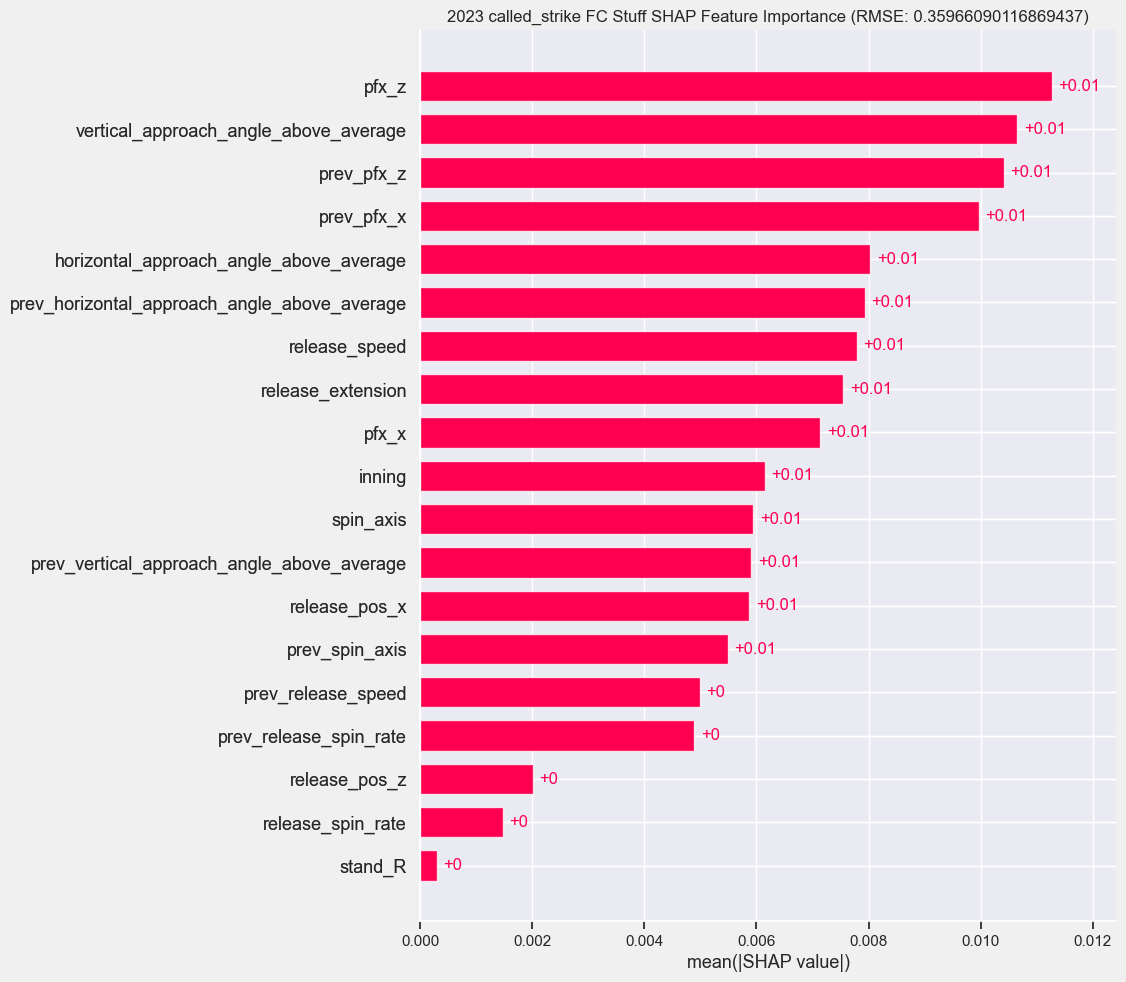 2023 called_strike FC Stuff SHAP Feature Importance (RMSE: 0.35966090116869437)
pfx_z +0.01
vertical_approach_angle_above_average +0.01
prev_pfx_z +0.01
prev_pfx_x +0.01
horizontal_approach_angle_above_average +0.01
prev_horizontal_approach_angle_above_average +0.01
release_speed +0.01
release_extension +0.01
pfx_x +0.01
inning +0.01
spin_axis +0.01
prev_vertical_approach_angle_above_average +0.01
release_pos_x +0.01
prev_spin_axis +0.01
prev_release_speed +0
prev_release_spin_rate +0
release_pos_z +0
release_spin_rate +0
stand_R +0
0.000 0.002 0.004 0.006 0.008 0.010 0.012
mean(|SHAP value|)